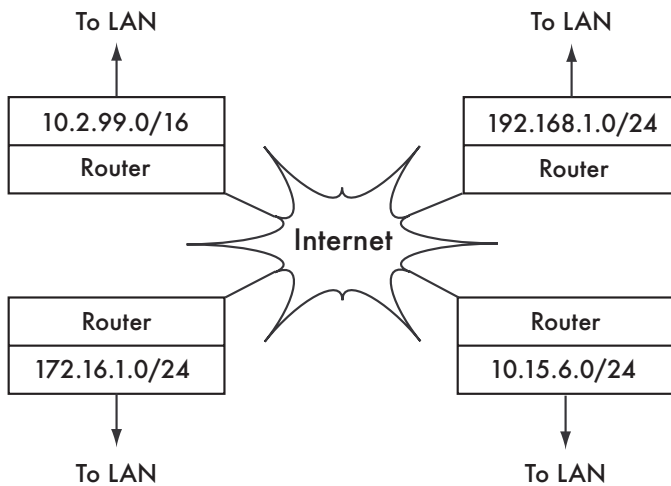 To LAN
To LAN
10.2.99.0/16
192.168.1.0/24
Router
Router
Internet
Router
Router
172.16.1.0/24
10.15.6.0/24
To LAN
To LAN